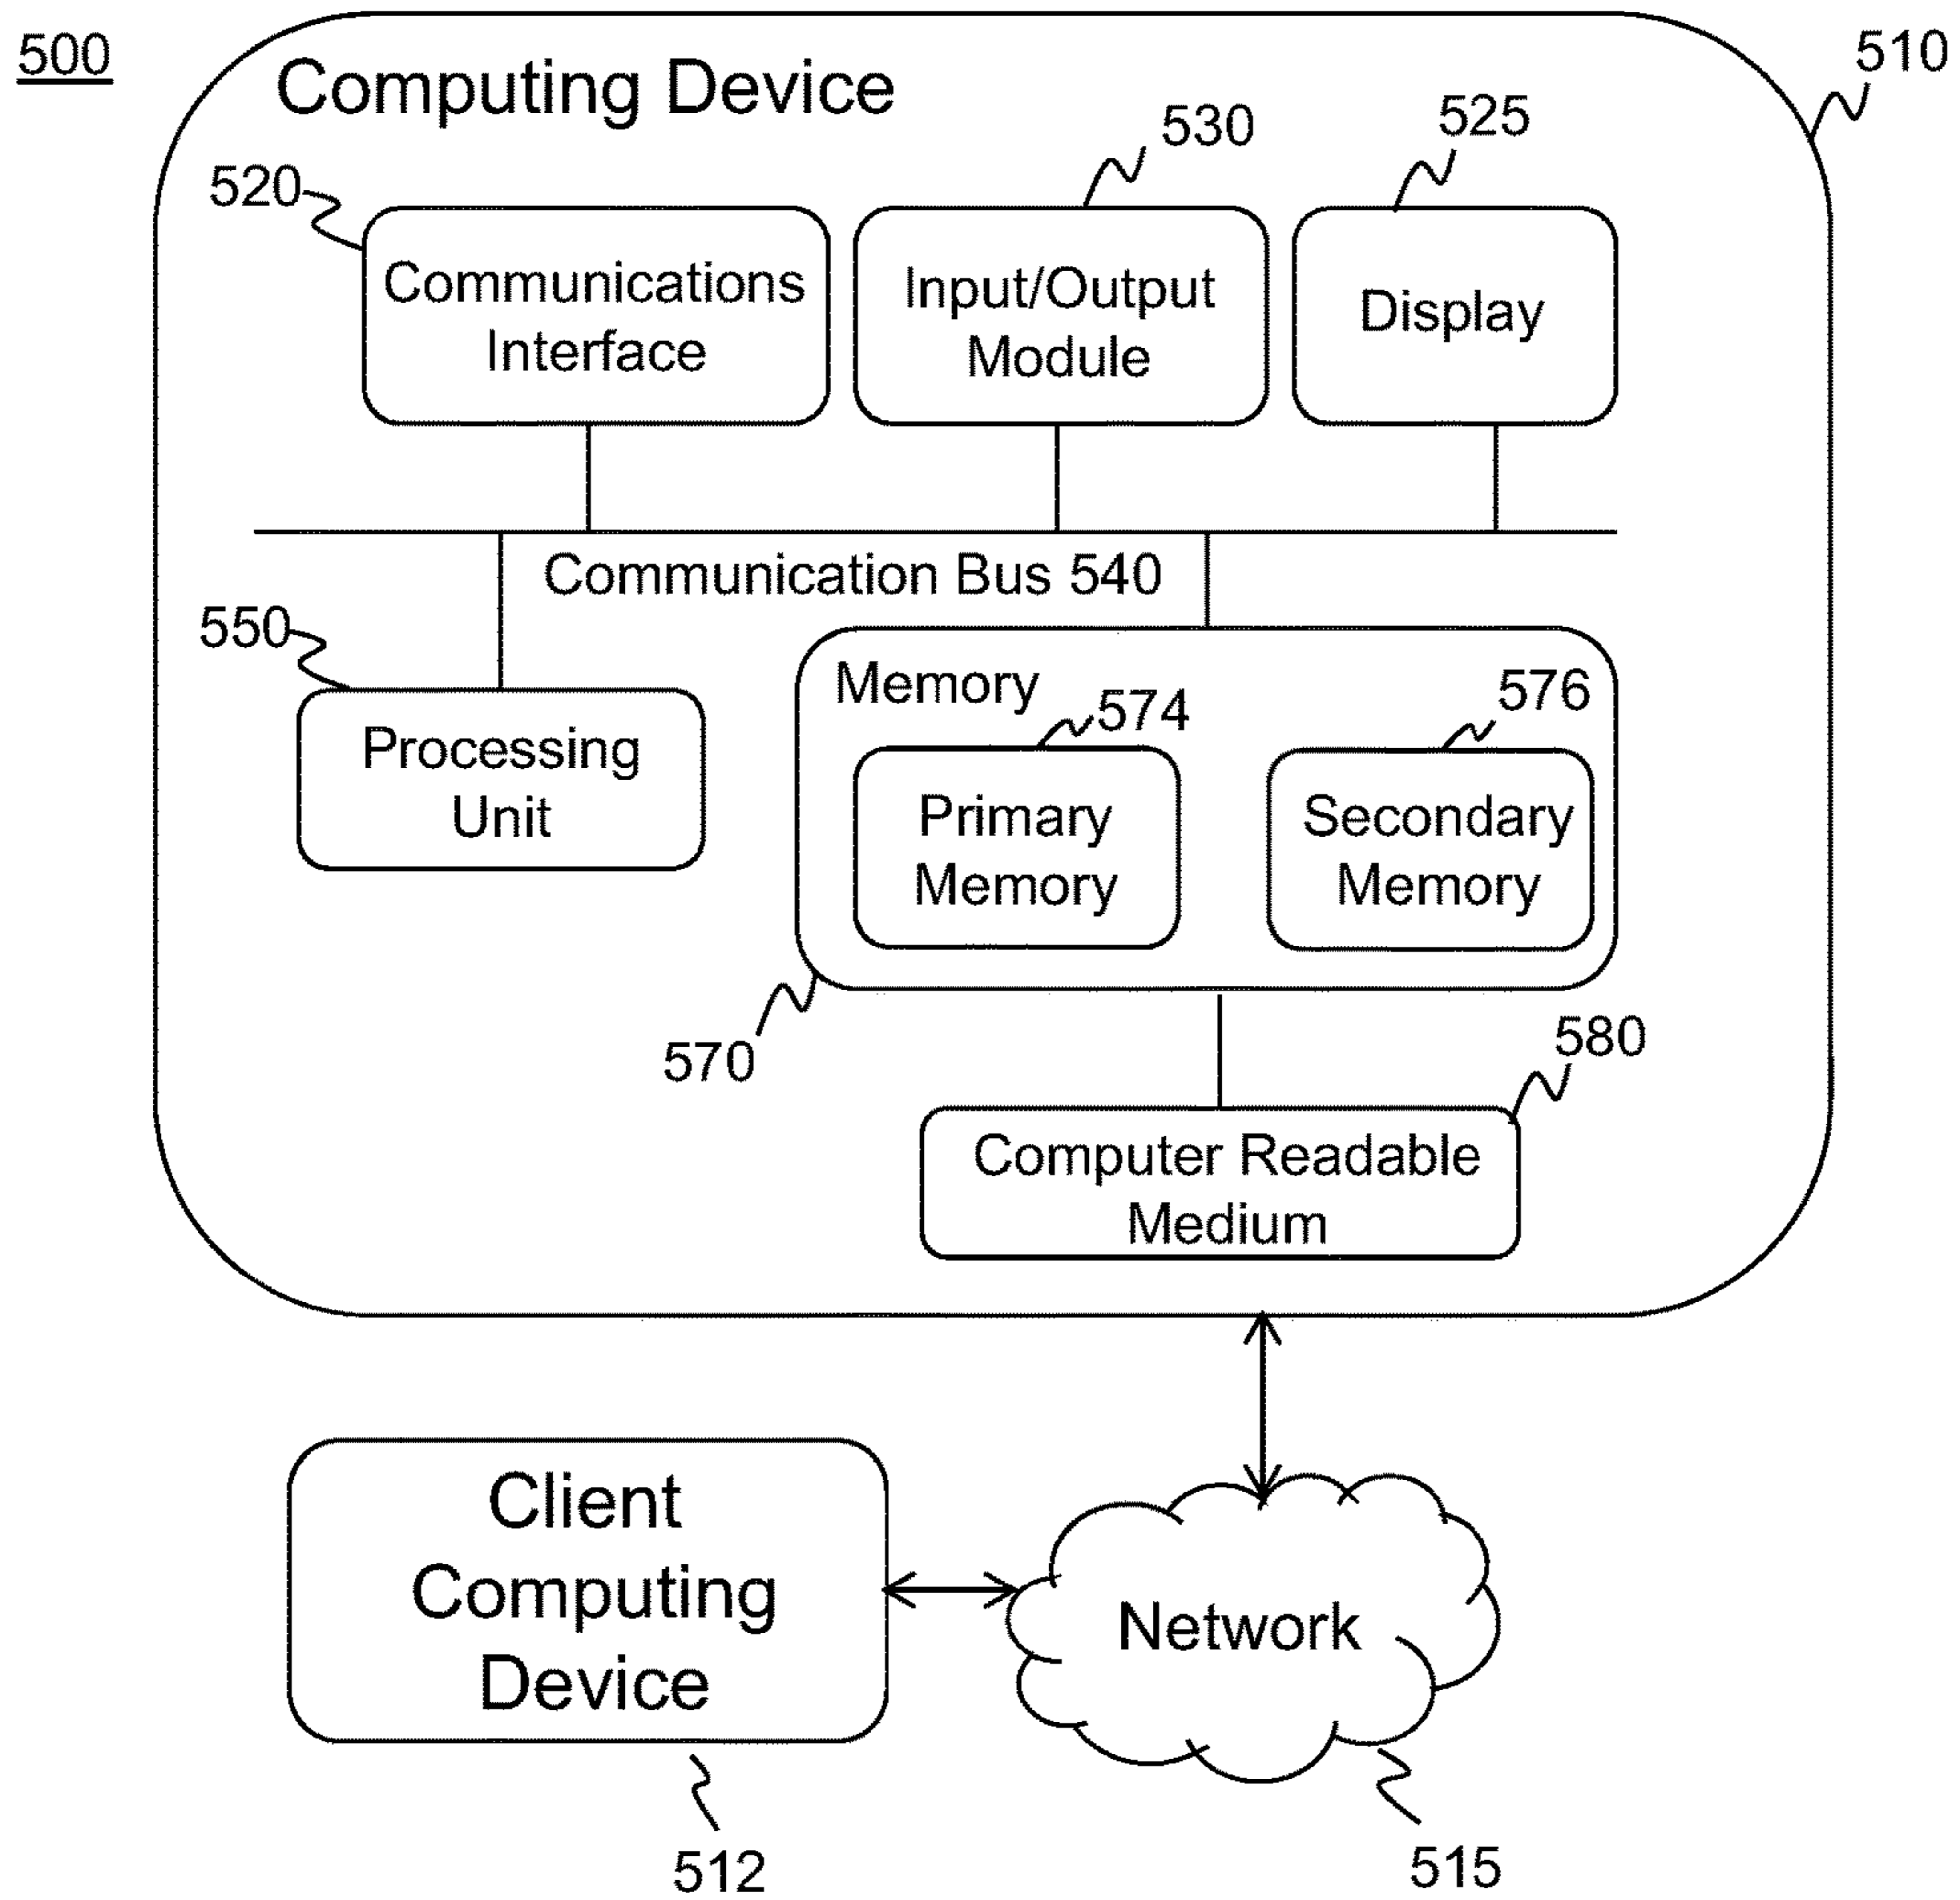 500
510
Computing Device
530
525
520
Communications
Interface
Input/Output
Module
Display
Communication Bus 540
550
Processing
Unit
Memory
574
576
Primary
Memory
Secondary
Memory
570
580
Computer Readable
Medium
Client
Computing
Device
Network
512
515